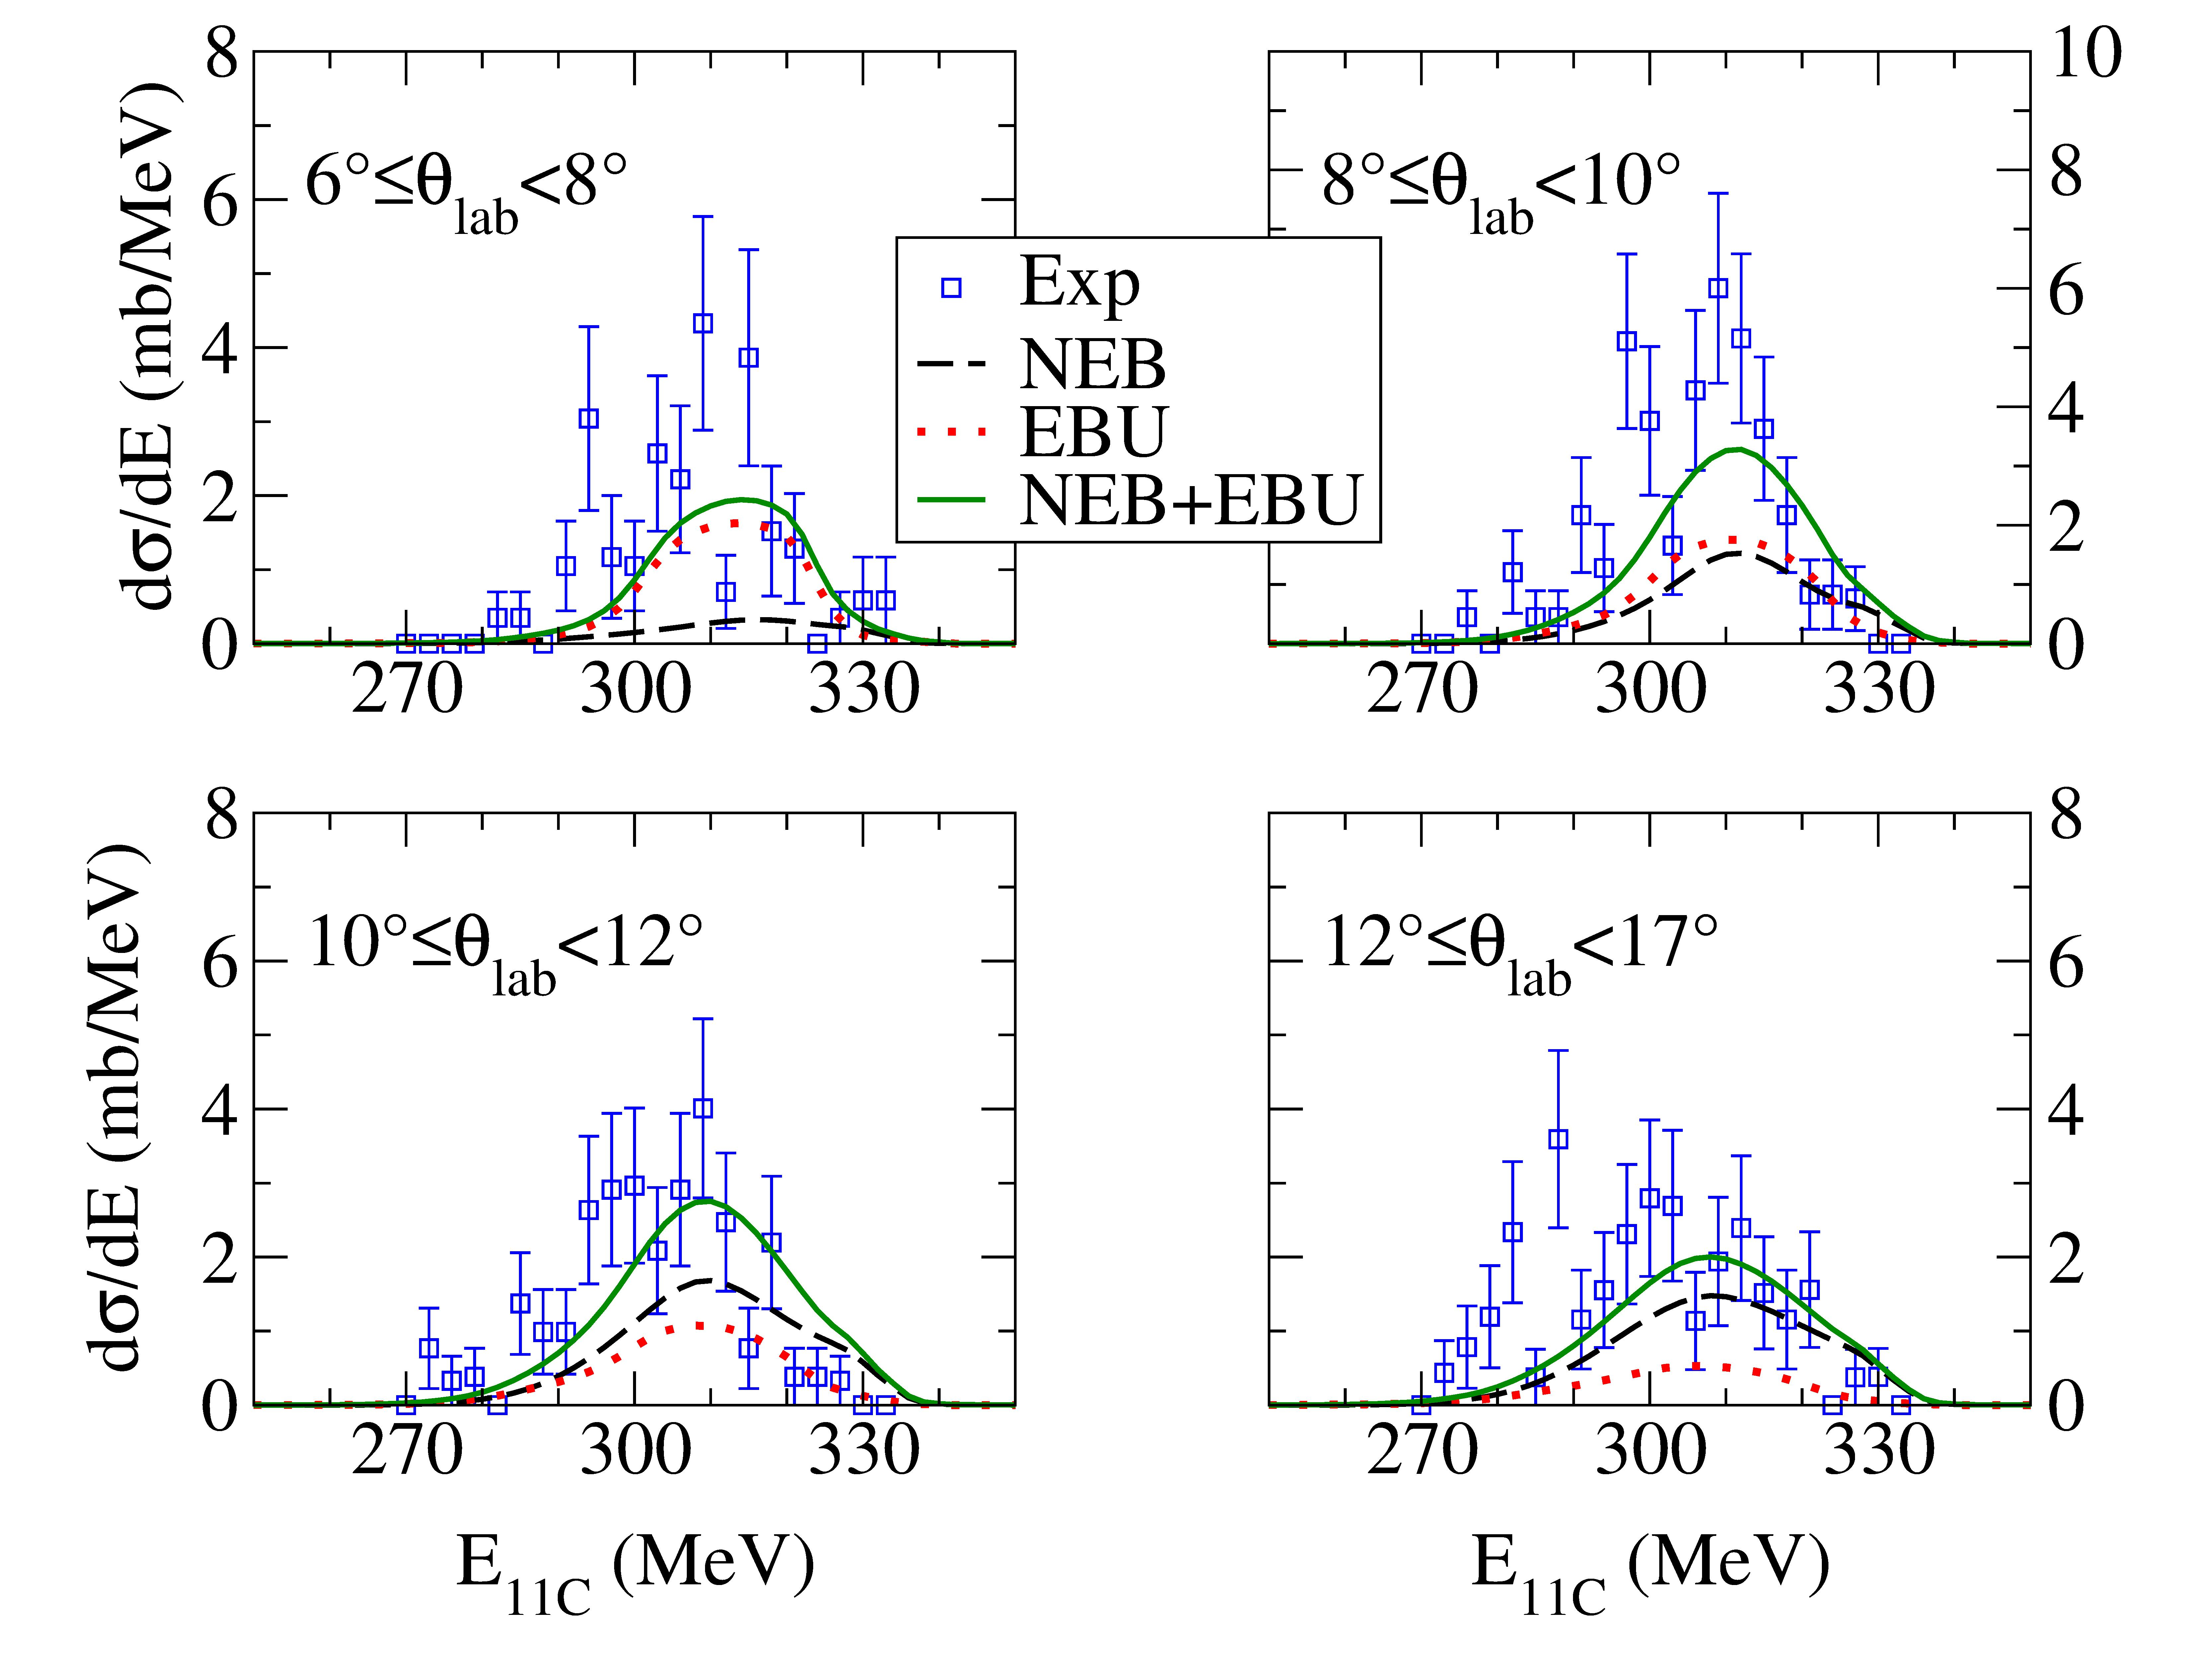 8
6
4
2
0
dσ/dE (mb/MeV)
6°≤θlab<8°
270
300
330
8°≤θlab<10°
10
8
6
4
2
0
270
300
330
Exp
NEB
EBU
NEB+EBU
8
6
4
2
0
dσ/dE (mb/MeV)
10°≤θlab<12°
270
300
330
E11C (MeV)
12°≤θlab<17°
8
6
4
2
0
270
300
330
E11C (MeV)